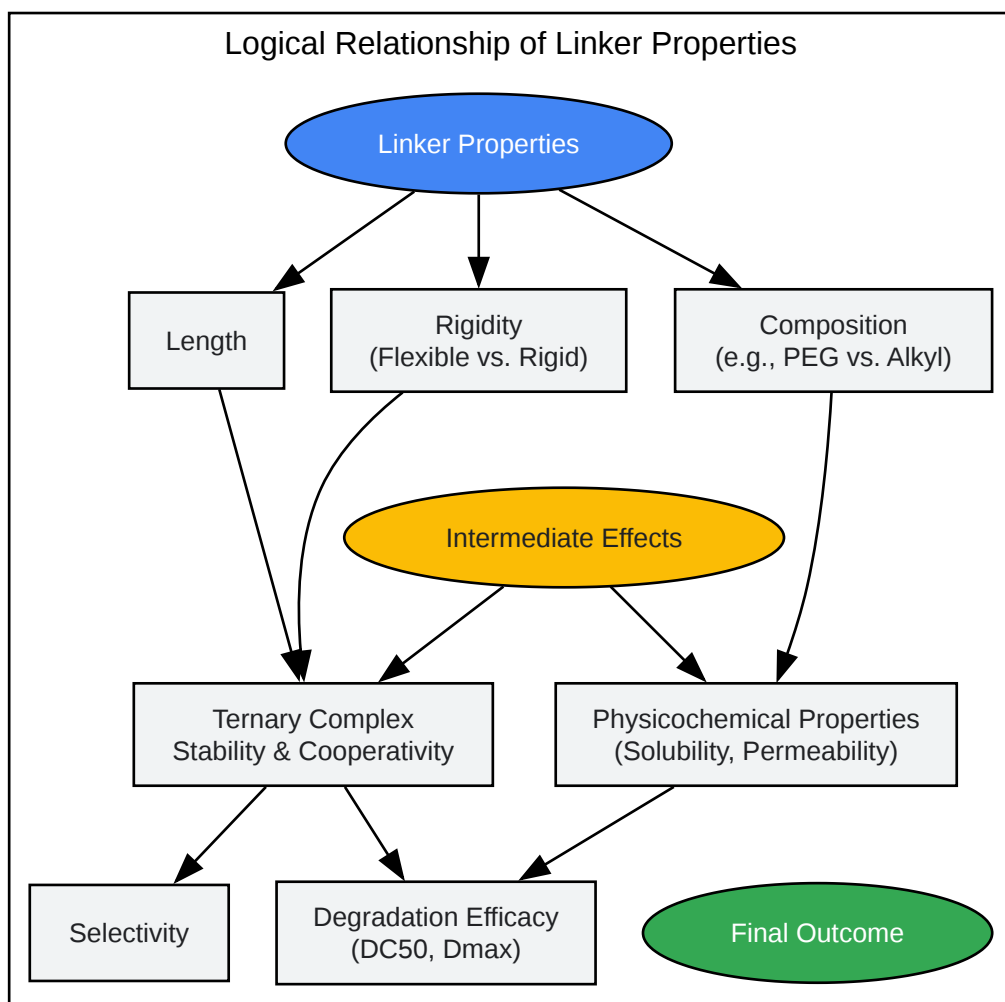 Logical Relationship of Linker Properties
Linker Properties
Length
Rigidity
(Flexible vs. Rigid)
Composition
(e.g., PEG vs. Alkyl)
Intermediate Effects
Ternary Complex
Stability & Cooperativity
Physicochemical Properties
(Solubility, Permeability)
Selectivity
Degradation Efficacy
(DC50, Dmax)
Final Outcome